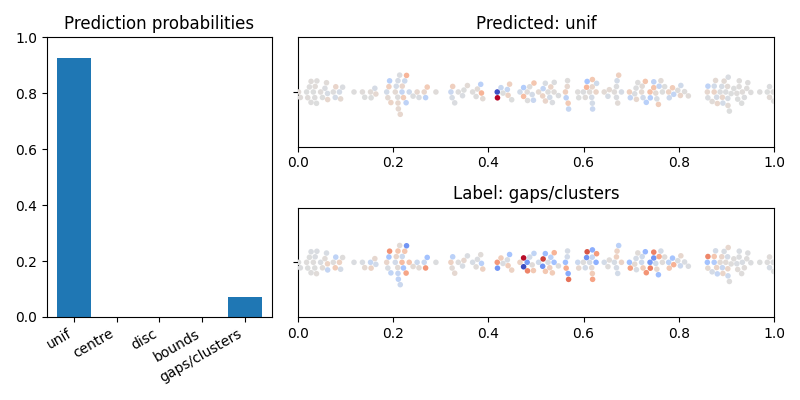 Prediction probabilities
1.0
0.8
0.6
0.4
0.2
0.0
unif
centre
disc
bounds
gaps/clusters
Predicted: unif
0.0 0.2 0.4 0.6 0.8 1.0
Label: gaps/clusters
0.0 0.2 0.4 0.6 0.8 1.0